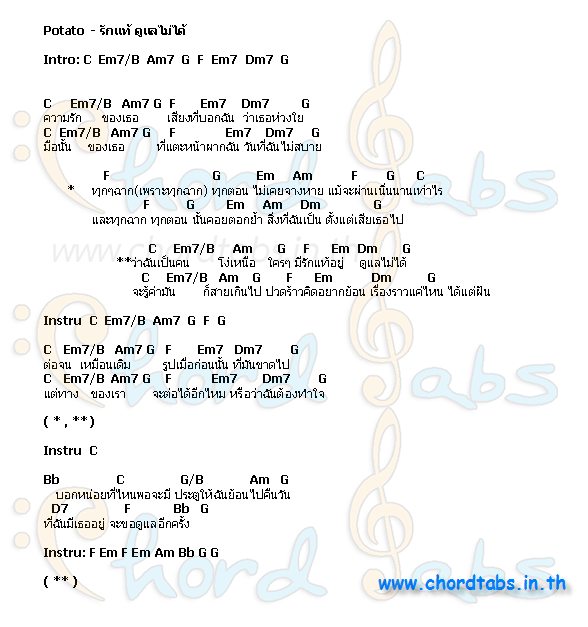 Potato - รักแท้ ดูแลไม่ได้
Intro: C Em7/B Am7 G F Em7 Dm7 G
C Em7/B Am7 G F Em7 Dm7 G
ความรัก ของเธอ เสียงที่บอกฉัน ว่าเธอห่วงใย
C Em7/B Am7 G F Em7 Dm7 G
มือนั้น ของเธอ ที่แตะหน้าผากฉัน วันที่ฉันไม่สบาย
F G Em Am F G C
* ทุกๆฉาก(เพราะทุกฉาก) ทุกตอน ไม่เคยจางหาย แม้จะผ่านเนิ่นนานเท่าไร
F G Em Am Dm G
และทุกฉาก ทุกตอน นั้นคอยตอกย้ำ สิ่งที่ฉันเป็น ตั้งแต่เสียเธอไป
C Em7/B Am G F Em Dm G
**ว่าฉันเป็นคน โง่เหนือ ใครๆ มีรักแท้อยู่ ดูแลไม่ได้
C Em7/B Am G F Em Dm G
จะรู้ค่ามัน ก็สายเกินไป ปวดร้าวคิดอยากย้อน เรื่องราวแค่ไหน ได้แต่ฝัน
Instru C Em7/B Am7 G F G
C Em7/B Am7 G F Em7 Dm7 G
ต่อจน เหมือนเดิม รูปเมื่อก่อนนั้น ที่มันขาดไป
C Em7/B Am7 G F Em7 Dm7 G
แต่ทาง ของเรา จะต่อได้อีกไหม หรือว่าฉันต้องทำใจ
( * , ** )
Instru C
Bb C G/B Am G
บอกหน่อยที่ไหนพอจะมี ประตูให้ฉันย้อนไปคืนวัน
D7 F Bb G
ที่ฉันมีเธออยู่ จะขอดูแลอีกครั้ง
Instru: F Em F Em Am Bb G G
( ** )
www.chordtabs.in.th